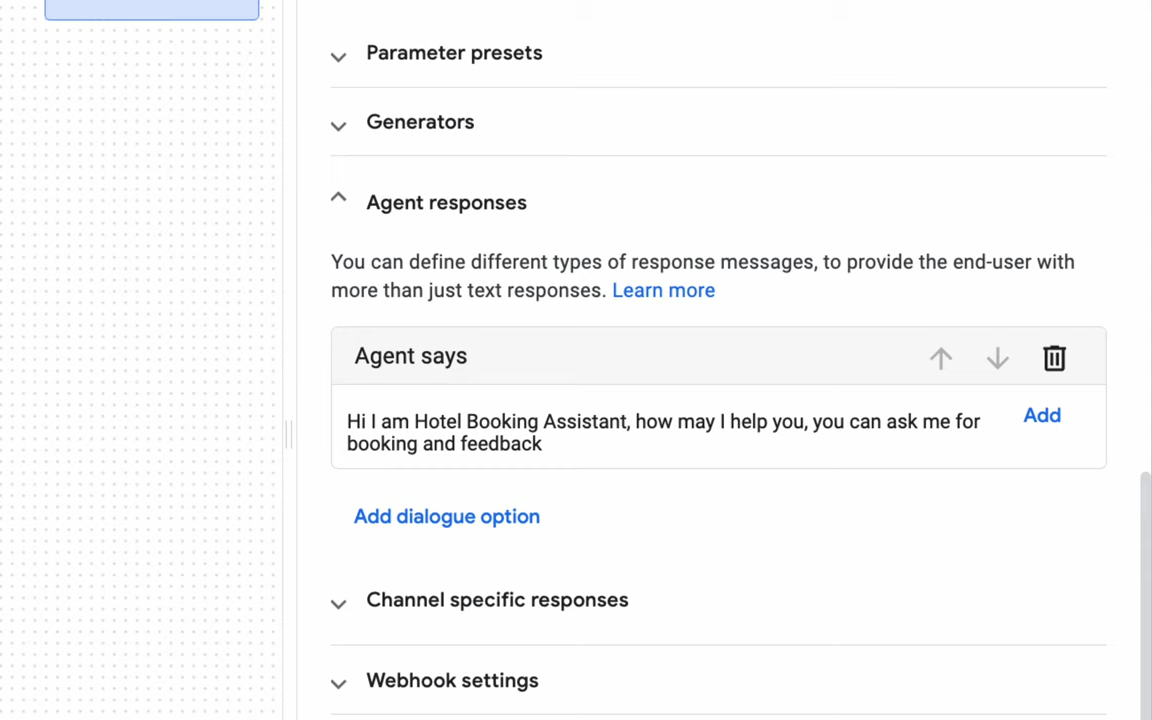 Parameter presets
Generators
Agent responses
You can define different types of response messages, to provide the end-user with
more than just text responses. Learn more
Agent says
Hi I am Hotel Booking Assistant, how may I help you, you can ask me for
booking and feedback
Add
Add dialogue option
Channel specific responses
Webhook settings